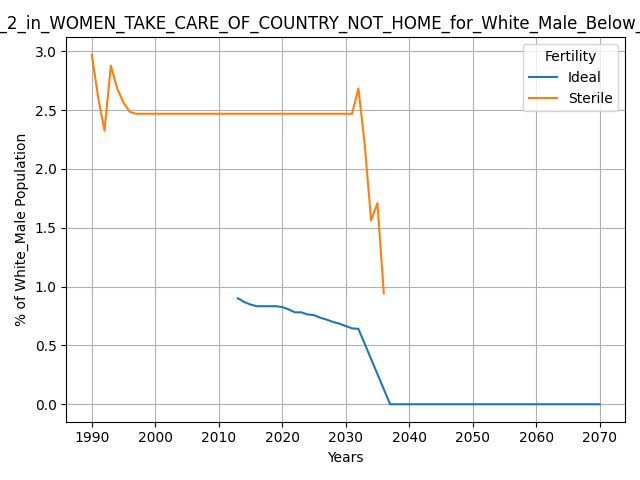 _2_in_WOMEN_TAKE_CARE_OF_COUNTRY_NOT_HOME_for_White_Male_Below_
Fertility
Ideal
Sterile
% of White_Male Population
3.0
2.5
2.0
1.5
1.0
0.5
0.0
1990 2000 2010 2020 2030 2040 2050 2060 2070
Years